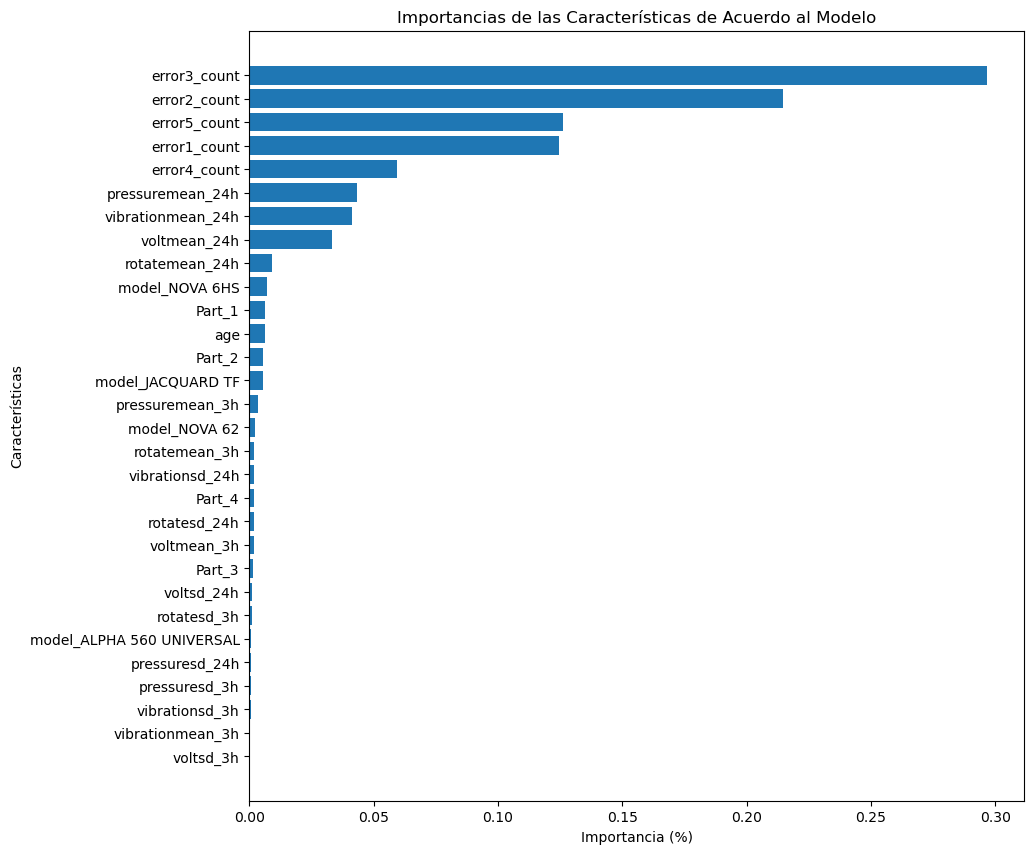 Importancias de las Características de Acuerdo al Modelo
error3_count
error2_count
error5_count
error1_count
error4_count
pressuremean_24h
vibrationmean_24h
voltmean_24h
rotatemean_24h
model_NOVA 6HS
Part_1
age
Part_2
model_JACQUARD TF
pressuremean_3h
model_NOVA 62
rotatemean_3h
vibrationsd_24h
Part_4
rotatesd_24h
voltmean_3h
Part_3
voltsd_24h
rotatesd_3h
model_ALPHA 560 UNIVERSAL
pressuresd_24h
pressuresd_3h
vibrationsd_3h
vibrationmean_3h
voltsd_3h
Características
0.00 0.05 0.10 0.15 0.20 0.25 0.30
Importancia (%)